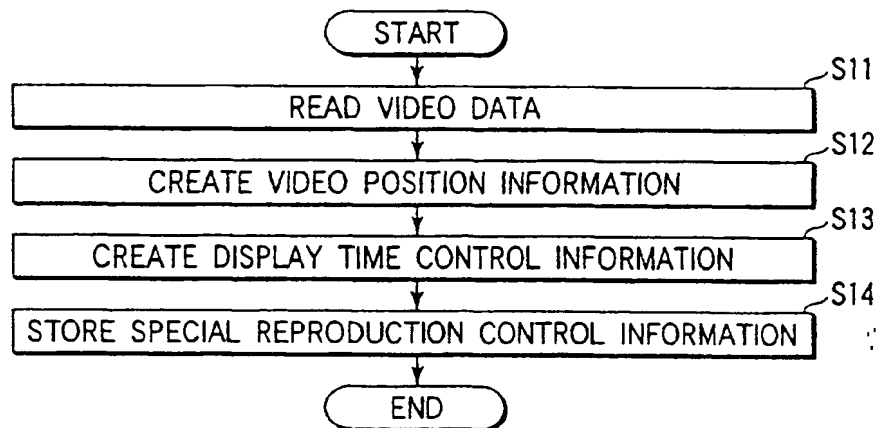 START
S11
READ VIDEO DATA
S12
CREATE VIDEO POSITION INFORMATION
S13
CREATE DISPLAY TIME CONTROL INFORMATION
S14
STORE SPECIAL REPRODUCTION CONTROL INFORMATION
END